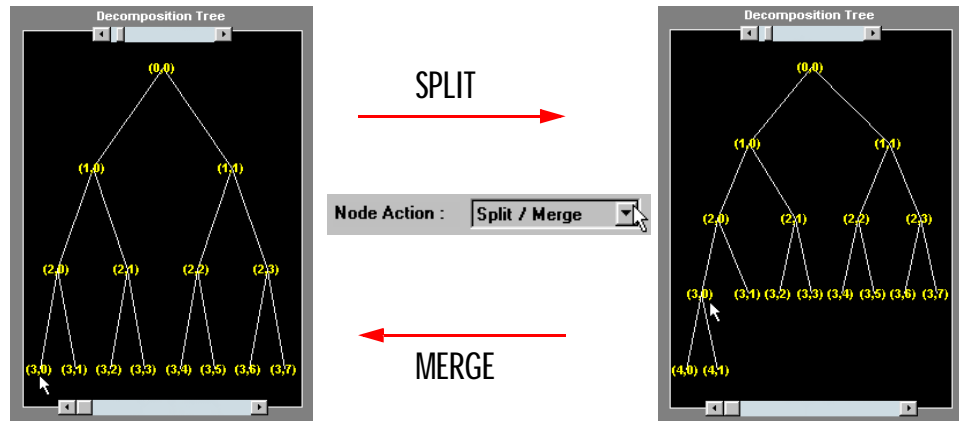 Decomposition Tree
(0,0)
(1,0) (1,1)
(2,0) (2,1) (2,2) (2,3)
(3,0) (3,1) (3,2) (3,3) (3,4) (3,5) (3,6) (3,7)
SPLIT
Node Action : Split / Merge
MERGE
Decomposition Tree
(0,0)
(1,0) (1,1)
(2,0) (2,1) (2,2) (2,3)
(3,0) (3,1) (3,2) (3,3) (3,4) (3,5) (3,6) (3,7)
(4,0) (4,1)